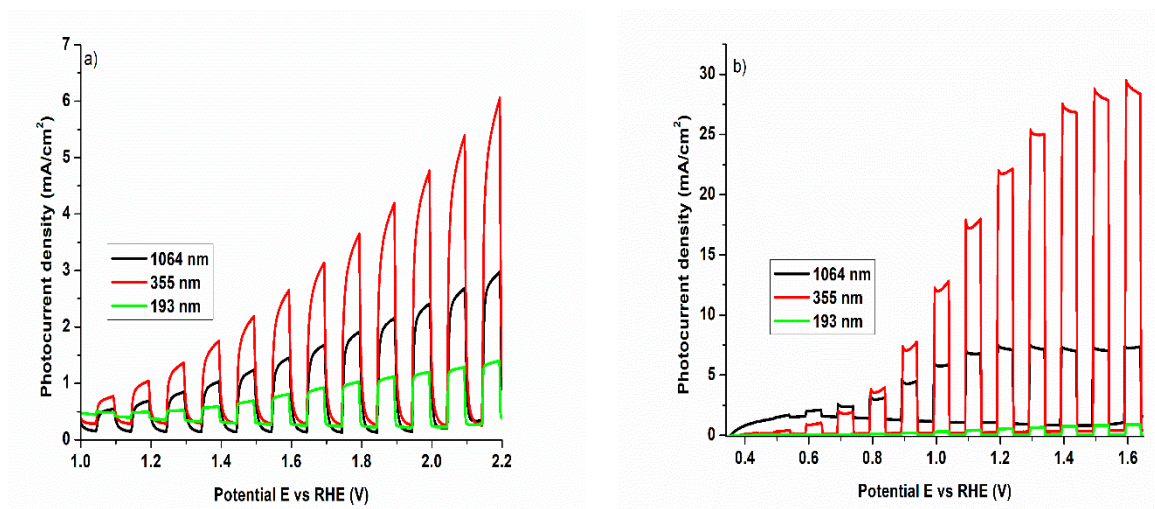 a)
Photocurrent density (mA/cm²)
7
6
5
4
3
2
1
0
1064 nm
355 nm
193 nm
1.0 1.2 1.4 1.6 1.8 2.0 2.2
Potential E vs RHE (V)
b)
Photocurrent density (mA/cm²)
30
25
20
15
10
5
0
1064 nm
355 nm
193 nm
0.4 0.6 0.8 1.0 1.2 1.4 1.6
Potential E vs RHE (V)